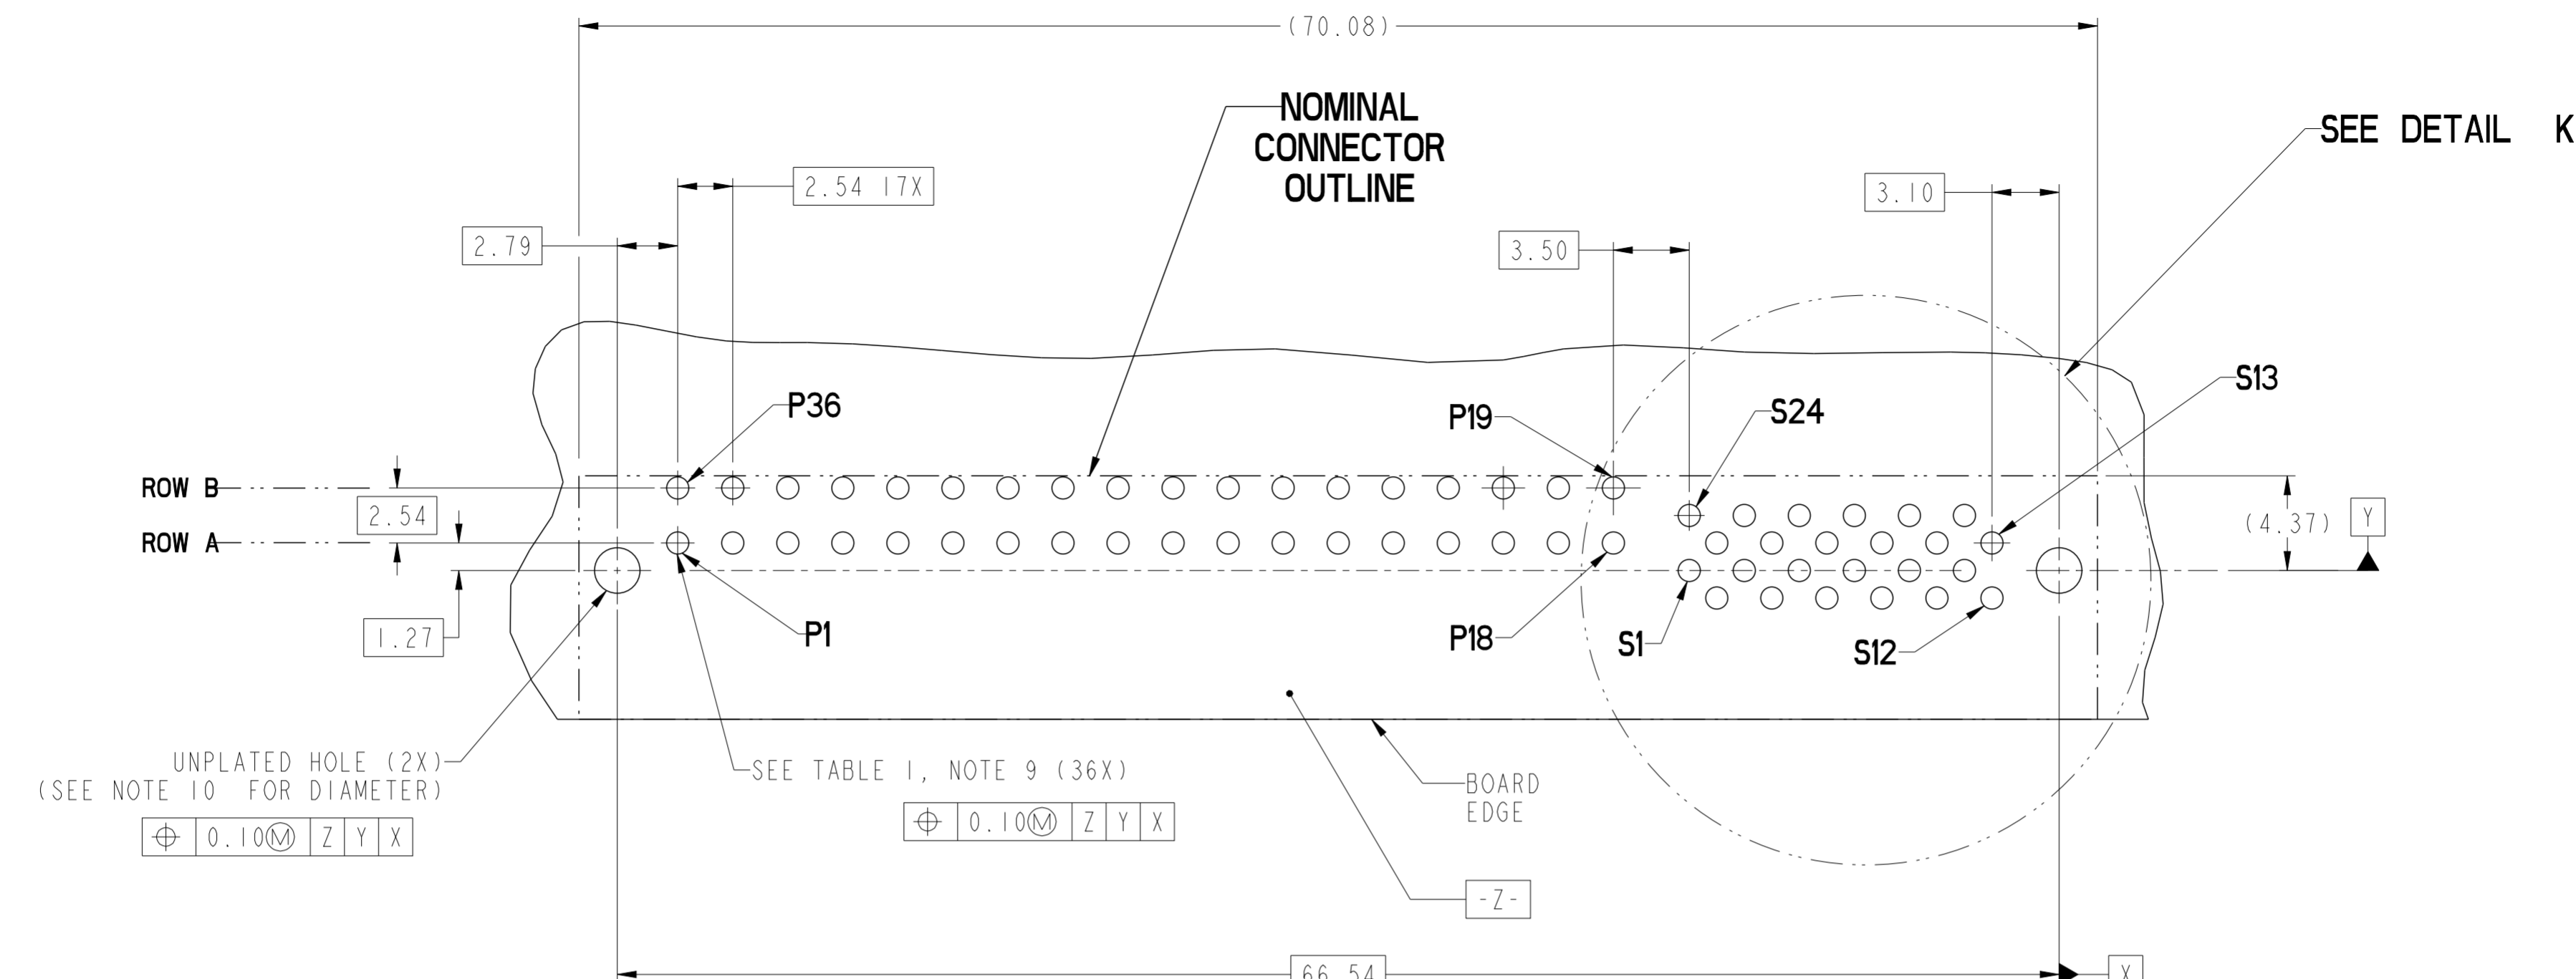 (70.08)
NOMINAL
CONNECTOR
OUTLINE
SEE DETAIL K
2.54 17X
3.10
2.79
3.50
P36
P19
S24
S13
ROW B
2.54
ROW A
(4.37)
Y
1.27
P1
P18
S1
S12
UNPLATED HOLE (2X)
(SEE NOTE 10 FOR DIAMETER)
0.10Ⓜ Z Y X
SEE TABLE 1, NOTE 9 (36X)
0.10Ⓜ Z Y X
BOARD
EDGE
-Z-
66.54
X